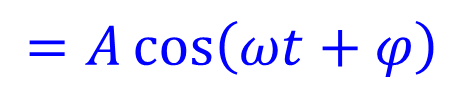 = A cos(ωt + φ)